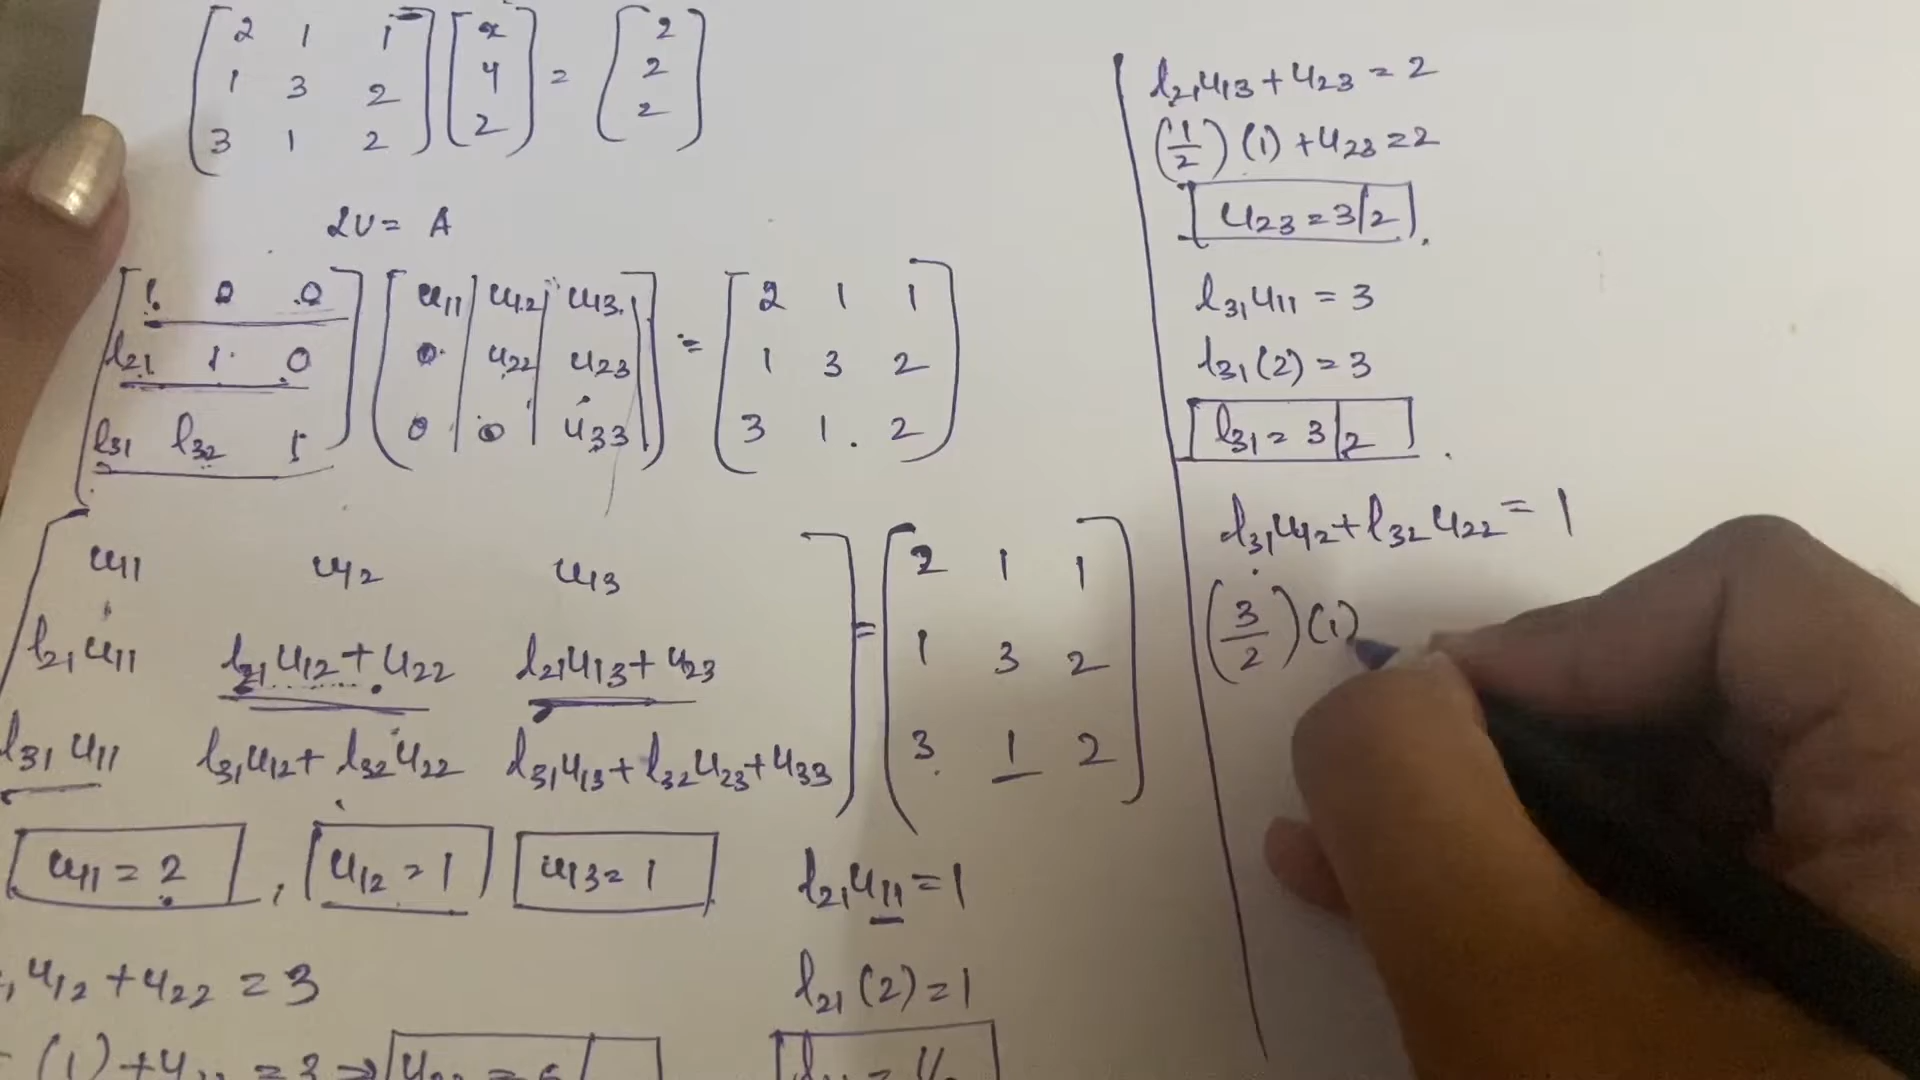 [2 1 1; 1 3 2; 3 1 2] [x; y; z] = [2; 2; 2]
LU = A
[1 0 0; l21 1 0; l31 l32 1] [u11 u12 u13; 0 u22 u23; 0 0 u33] = [2 1 1; 1 3 2; 3 1 2]
[u11 u12 u13; l21u11 l21u12+u22 l21u13+u23; l31u11 l31u12+l32u22 l31u13+l32u23+u33] = [2 1 1; 1 3 2; 3 1 2]
u11 = 2 , u12 = 1 u13 = 1
u12 + u22 = 3
(1) + u22 = 3 →
l21u11 = 1
l21 (2) = 1
l21u13 + u23 = 2
(1/2) (1) + u23 = 2
u23 = 3/2
l31u11 = 3
l31 (2) = 3
l31 = 3/2
l31u12 + l32u22 = 1
(3/2) (1)